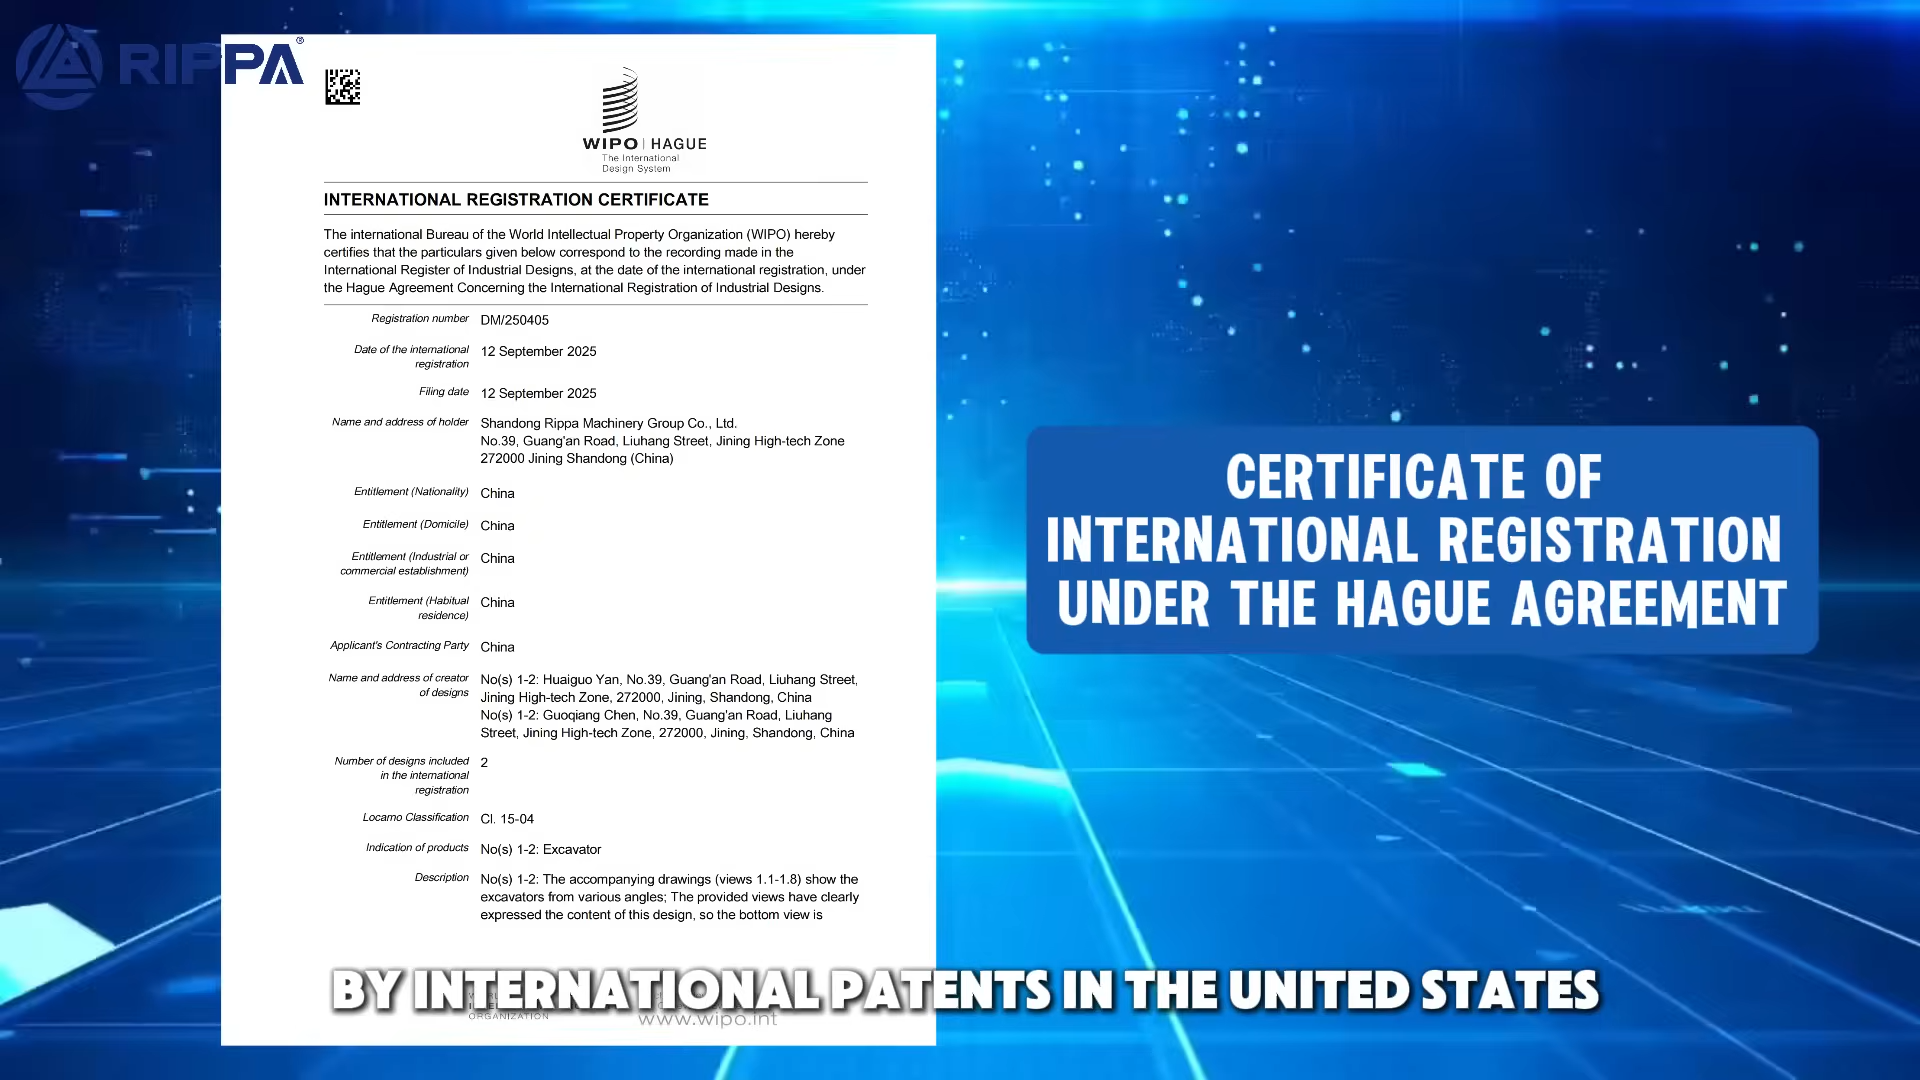 RIPPA®
WIPO | HAGUE
The International
Design System
INTERNATIONAL REGISTRATION CERTIFICATE
The international Bureau of the World Intellectual Property Organization (WIPO) hereby
certifies that the particulars given below correspond to the recording made in the
International Register of Industrial Designs, at the date of the international registration, under
the Hague Agreement Concerning the International Registration of Industrial Designs.
Registration number DM/250405
Date of the international registration 12 September 2025
Filing date 12 September 2025
Name and address of holder Shandong Rippa Machinery Group Co., Ltd.
No.39, Guang'an Road, Liuhang Street, Jining High-tech Zone
272000 Jining Shandong (China)
Entitlement (Nationality) China
Entitlement (Domicile) China
Entitlement (Industrial or commercial establishment) China
Entitlement (Habitual residence) China
Applicant's Contracting Party China
Name and address of creator of designs No(s) 1-2: Huaiguo Yan, No.39, Guang'an Road, Liuhang Street,
Jining High-tech Zone, 272000, Jining, Shandong, China
No(s) 1-2: Guoqiang Chen, No.39, Guang'an Road, Liuhang
Street, Jining High-tech Zone, 272000, Jining, Shandong, China
Number of designs included in the international registration 2
Locarno Classification Cl. 15-04
Indication of products No(s) 1-2: Excavator
Description No(s) 1-2: The accompanying drawings (views 1.1-1.8) show the
excavators from various angles; The provided views have clearly
expressed the content of this design, so the bottom view is
ORGANIZATION
www.wipo.int
CERTIFICATE OF
INTERNATIONAL REGISTRATION
UNDER THE HAGUE AGREEMENT
BY INTERNATIONAL PATENTS IN THE UNITED STATES